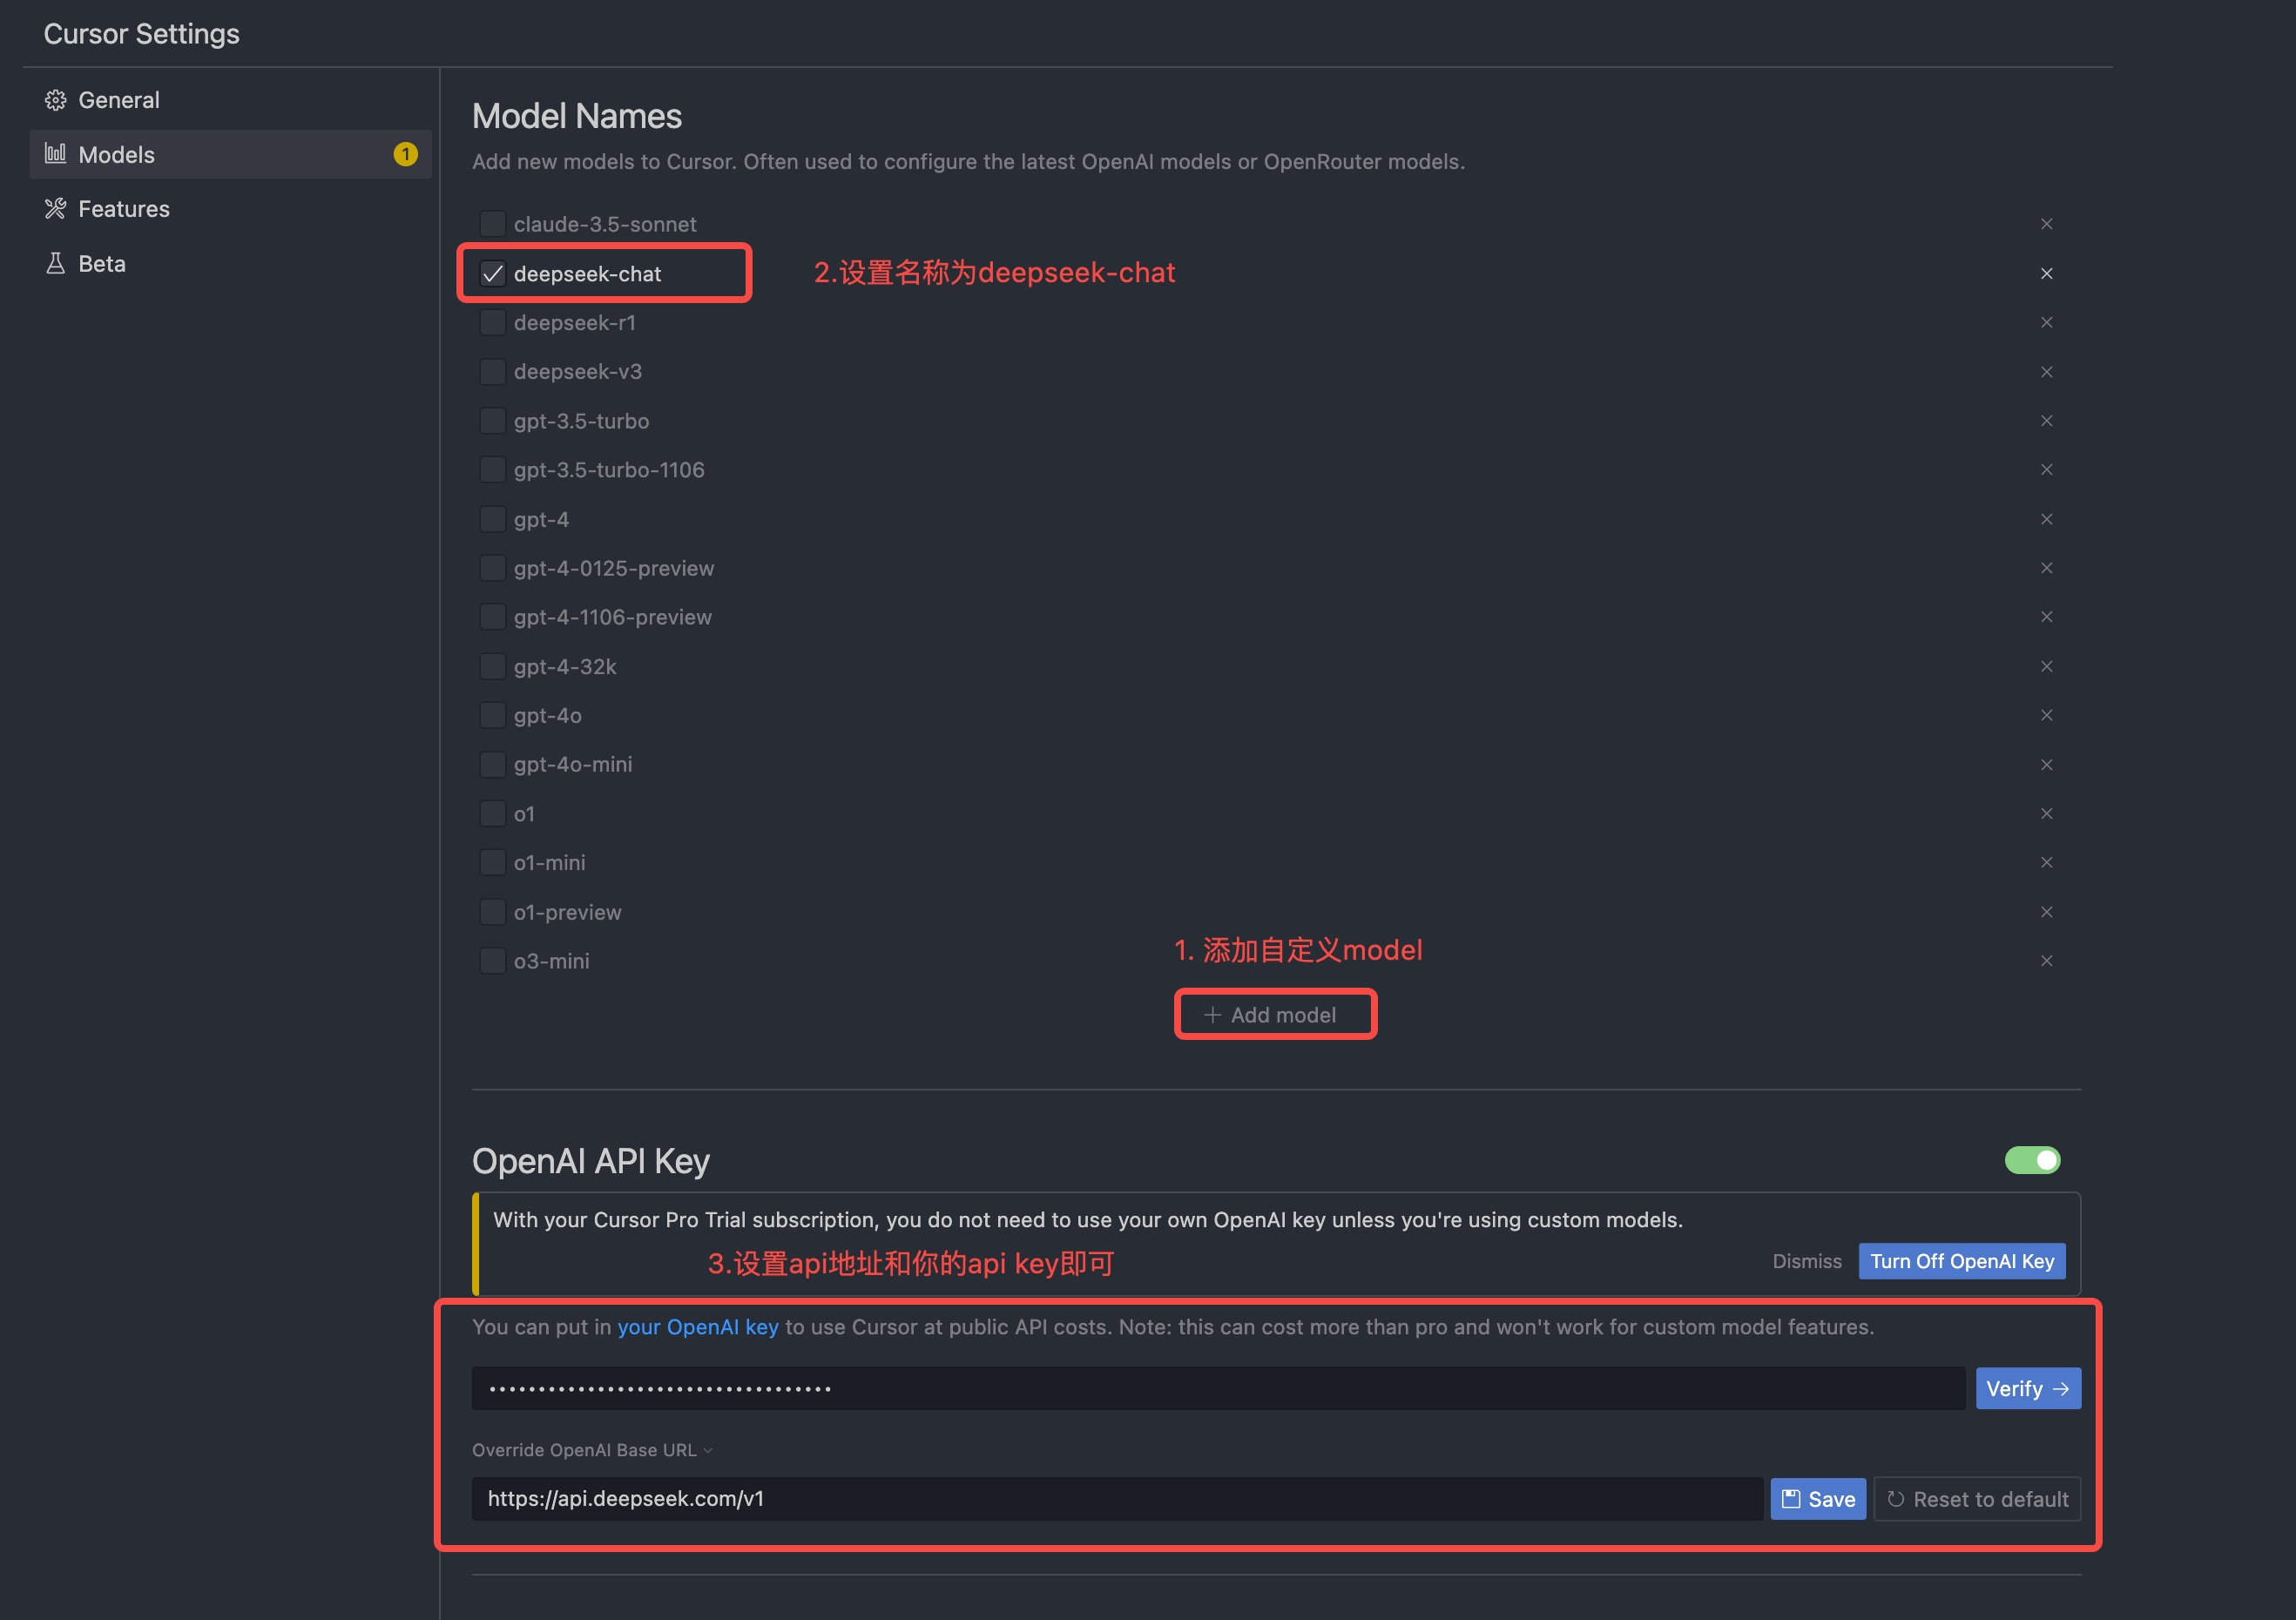 Cursor Settings
General
Models
1
Features
Beta
Model Names
Add new models to Cursor. Often used to configure the latest OpenAI models or OpenRouter models.
claude-3.5-sonnet
deepseek-chat
2.设置名称为deepseek-chat
deepseek-r1
deepseek-v3
gpt-3.5-turbo
gpt-3.5-turbo-1106
gpt-4
gpt-4-0125-preview
gpt-4-1106-preview
gpt-4-32k
gpt-4o
gpt-4o-mini
o1
o1-mini
o1-preview
o3-mini
1. 添加自定义model
+ Add model
OpenAI API Key
With your Cursor Pro Trial subscription, you do not need to use your own OpenAI key unless you're using custom models.
3.设置api地址和你的api key即可
Dismiss
Turn Off OpenAI Key
You can put in your OpenAI key to use Cursor at public API costs. Note: this can cost more than pro and won't work for custom model features.
•••••••••••••••••••••••••••••••••••
Verify →
Override OpenAI Base URL
https://api.deepseek.com/v1
Save
Reset to default